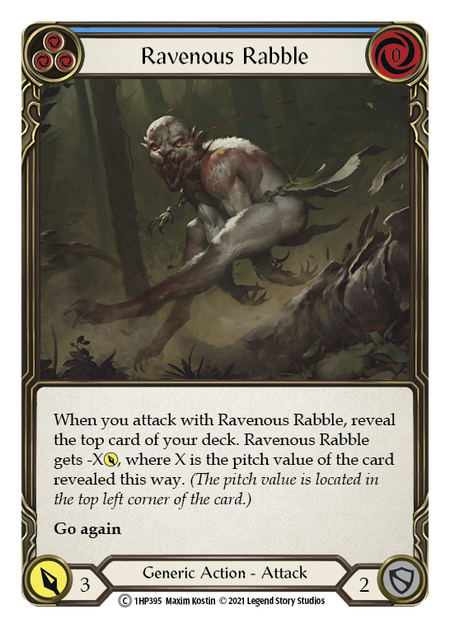 Ravenous Rabble
0
When you attack with Ravenous Rabble, reveal
the top card of your deck. Ravenous Rabble
gets -X, where X is the pitch value of the card
revealed this way. (The pitch value is located in
the top left corner of the card.)
Go again
3
Generic Action - Attack
2
C 1HP395 Maxim Kostin © 2021 Legend Story Studios